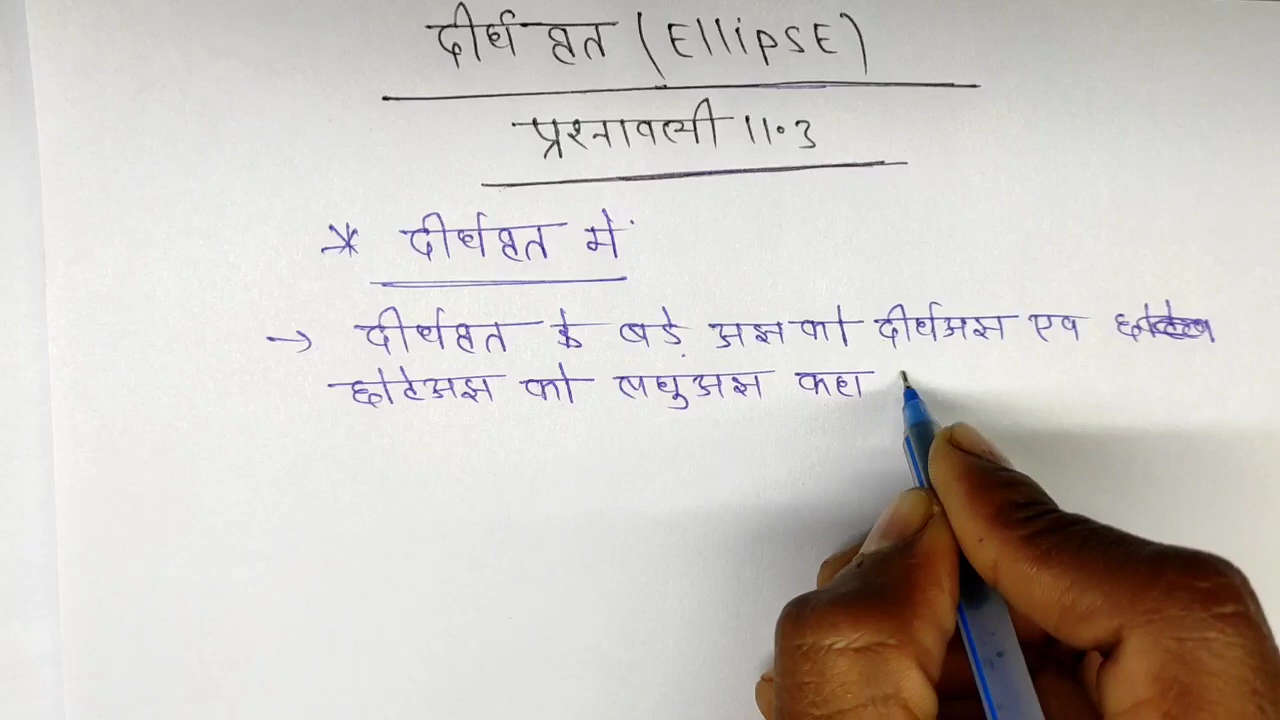 दीर्घ वृत (EllipsE)
प्रश्नावली 11.3
* दीर्घवृत में
→ दीर्घवृत के बड़े अक्ष को दीर्घअक्ष एव
छोटेअक्ष को लघुअक्ष कहा